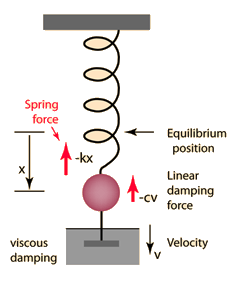 Spring
force
-kx
Equilibrium
position
x
Linear
damping
force
-cv
viscous
damping
Velocity
v